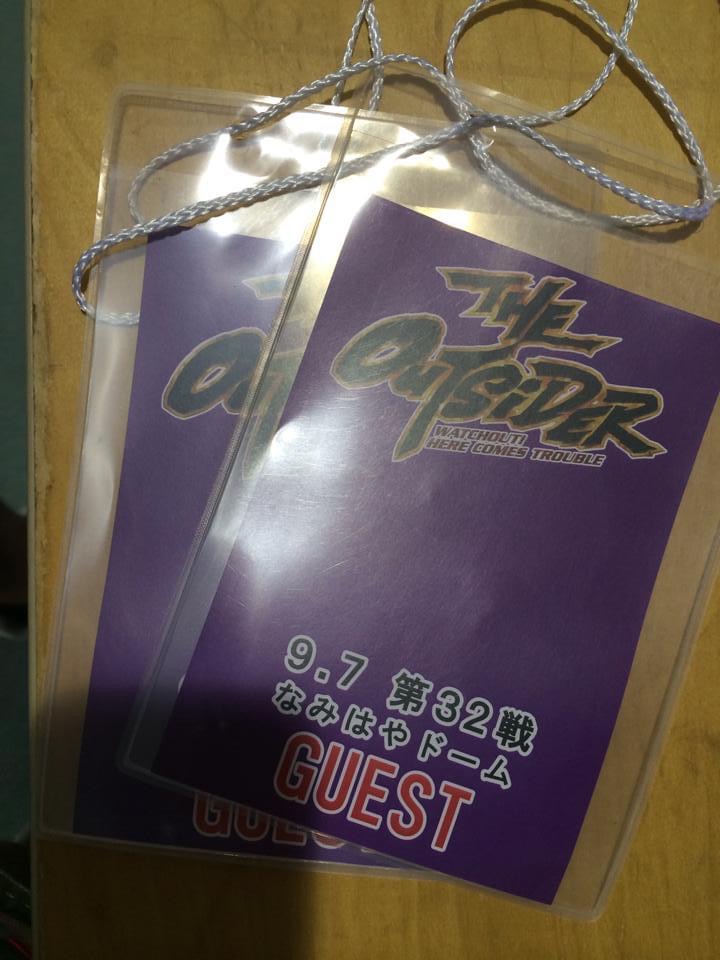 THE
OUTSIDER
WATCHOUT!
HERE COMES TROUBLE
9.7 第32戦
なみはやドーム
GUEST